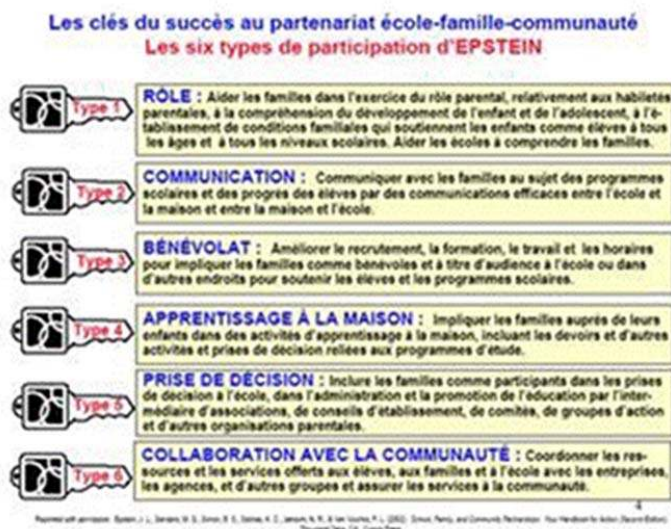 Les clés du succès au partenariat école-famille-communauté
Les six types de participation d'EPSTEIN
Type 1
RÔLE : Aider les familles dans l'exercice du rôle parental, relativement aux habiletés
parentales, à la compréhension du développement de l'enfant et de l'adolescent, à l'é-
tablissement de conditions familiales qui soutiennent les enfants comme élèves à tous
les âges et à tous les niveaux scolaires. Aider les écoles à comprendre les familles.
Type 2
COMMUNICATION : Communiquer avec les familles au sujet des programmes
scolaires et des progrès des élèves par des communications efficaces entre l'école et
la maison et entre la maison et l'école.
Type 3
BÉNÉVOLAT : Améliorer le recrutement, la formation, le travail et les horaires
pour impliquer les familles comme bénévoles et à titre d'audience à l'école ou dans
d'autres endroits pour soutenir les élèves et les programmes scolaires.
Type 4
APPRENTISSAGE À LA MAISON : Impliquer les familles auprès de leurs
enfants dans des activités d'apprentissage à la maison, incluant les devoirs et d'autres
activités et prises de décision reliées aux programmes d'étude.
Type 5
PRISE DE DÉCISION : Inclure les familles comme participants dans les prises
de décision à l'école, dans l'administration et la promotion de l'éducation par l'inter-
médiaire d'associations, de conseils d'établissement, de comités, de groupes d'action
et d'autres organisations parentales.
Type 6
COLLABORATION AVEC LA COMMUNAUTÉ : Coordonner les res-
sources et les services offerts aux élèves, aux familles et à l'école avec les entreprises,
les agences, et d'autres groupes et assurer les services à la communauté.
4